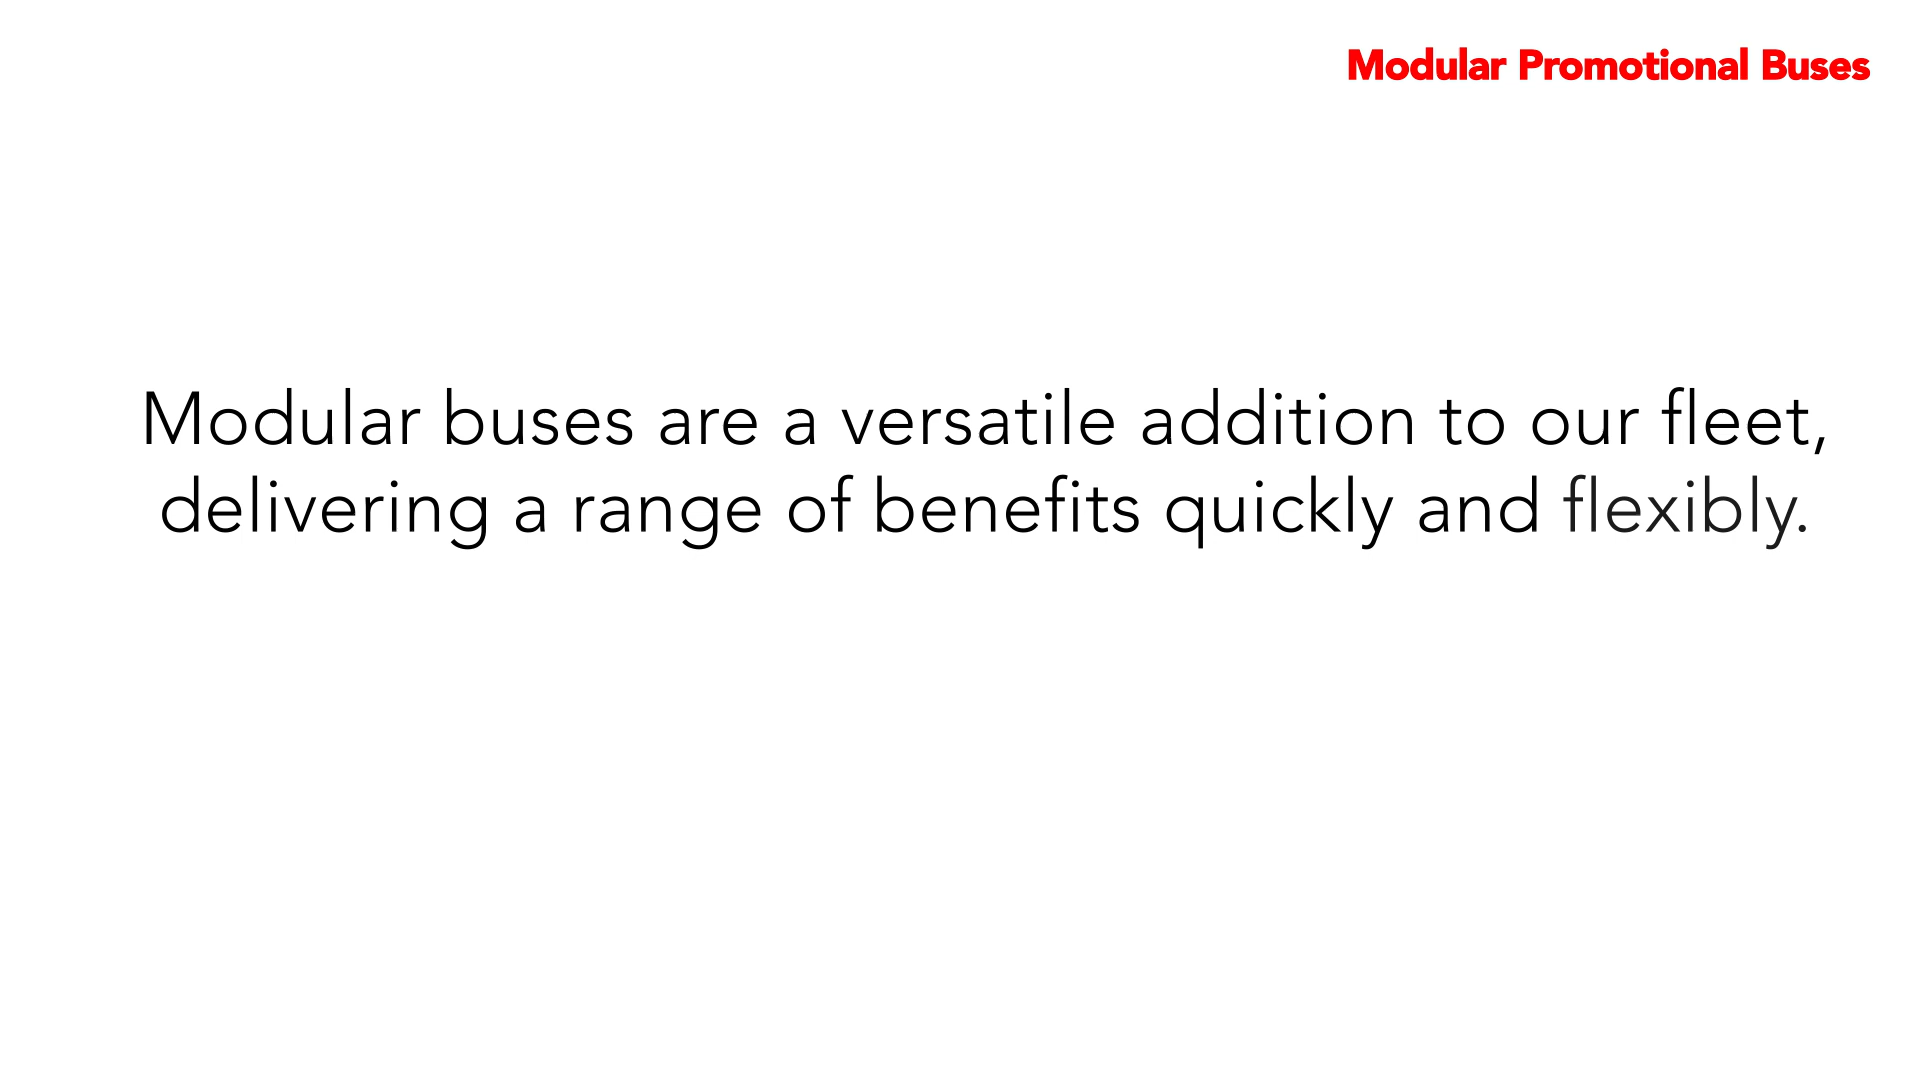 Modular Promotional Buses
Modular buses are a versatile addition to our fleet,
delivering a range of benefits quickly and flexibly.